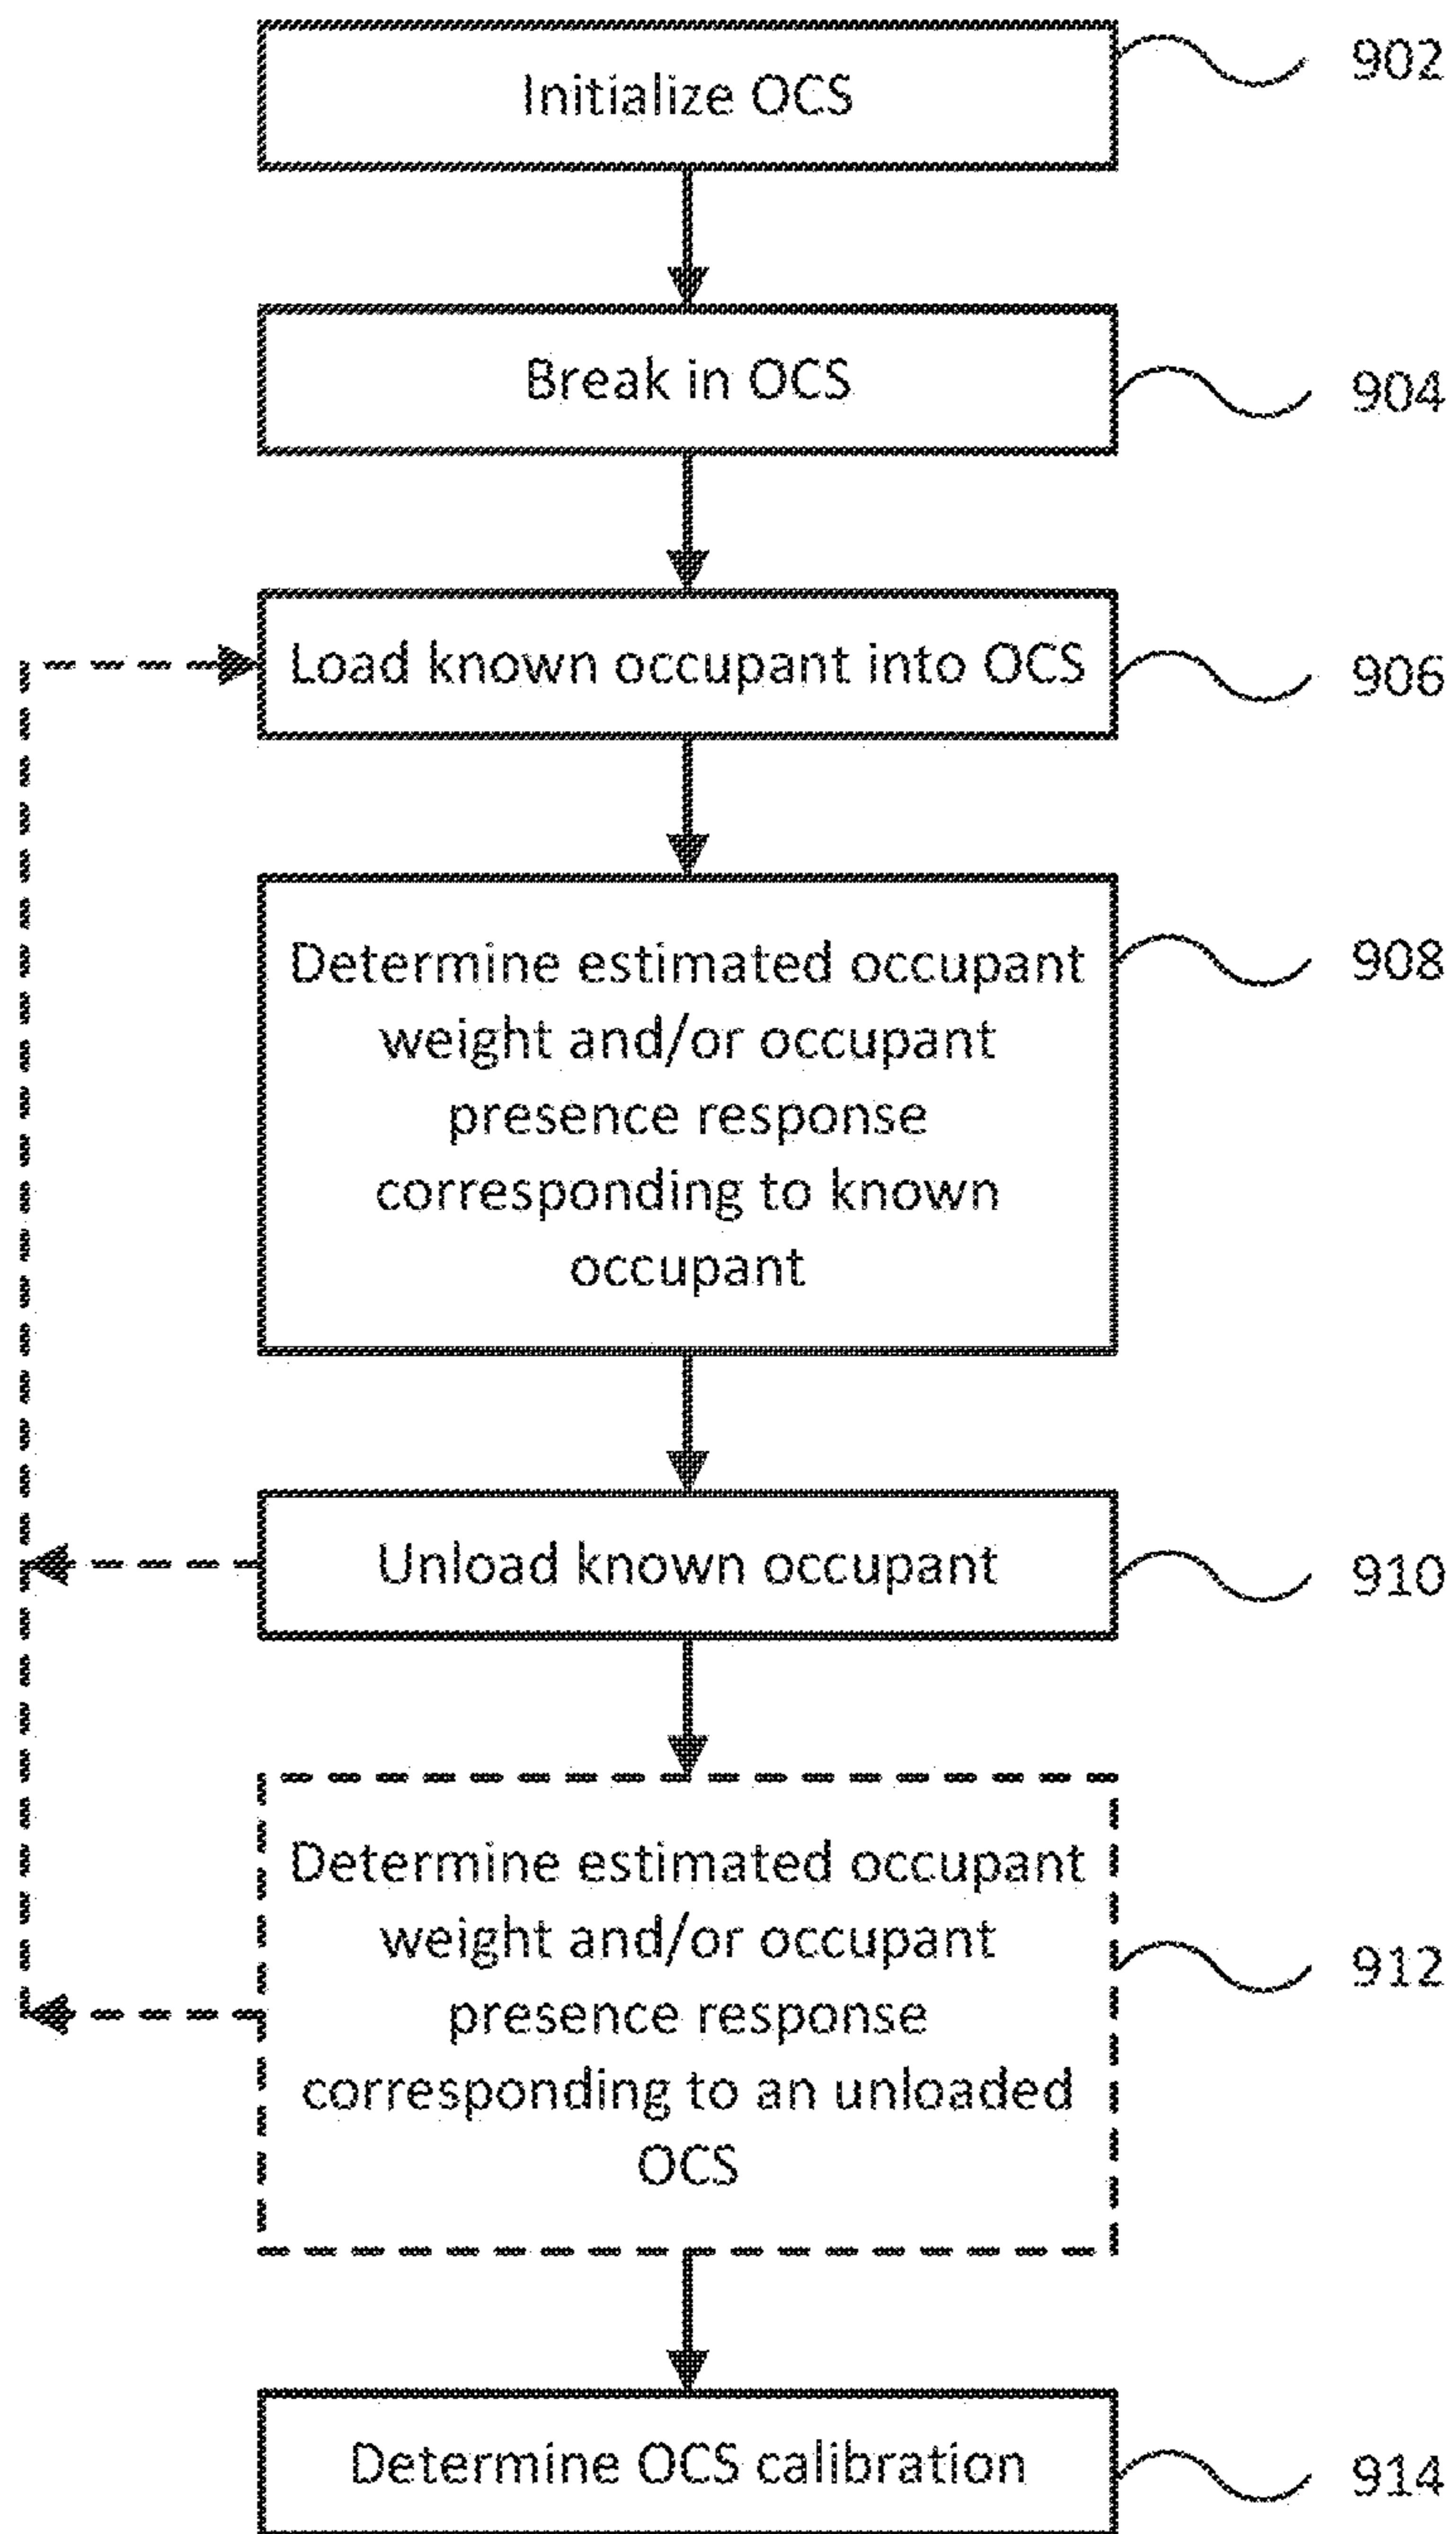 Initialize OCS
902
Break in OCS
904
Load known occupant into OCS
906
Determine estimated occupant
weight and/or occupant
presence response
corresponding to known
occupant
908
Unload known occupant
910
Determine estimated occupant
weight and/or occupant
presence response
corresponding to an unloaded
OCS
912
Determine OCS calibration
914